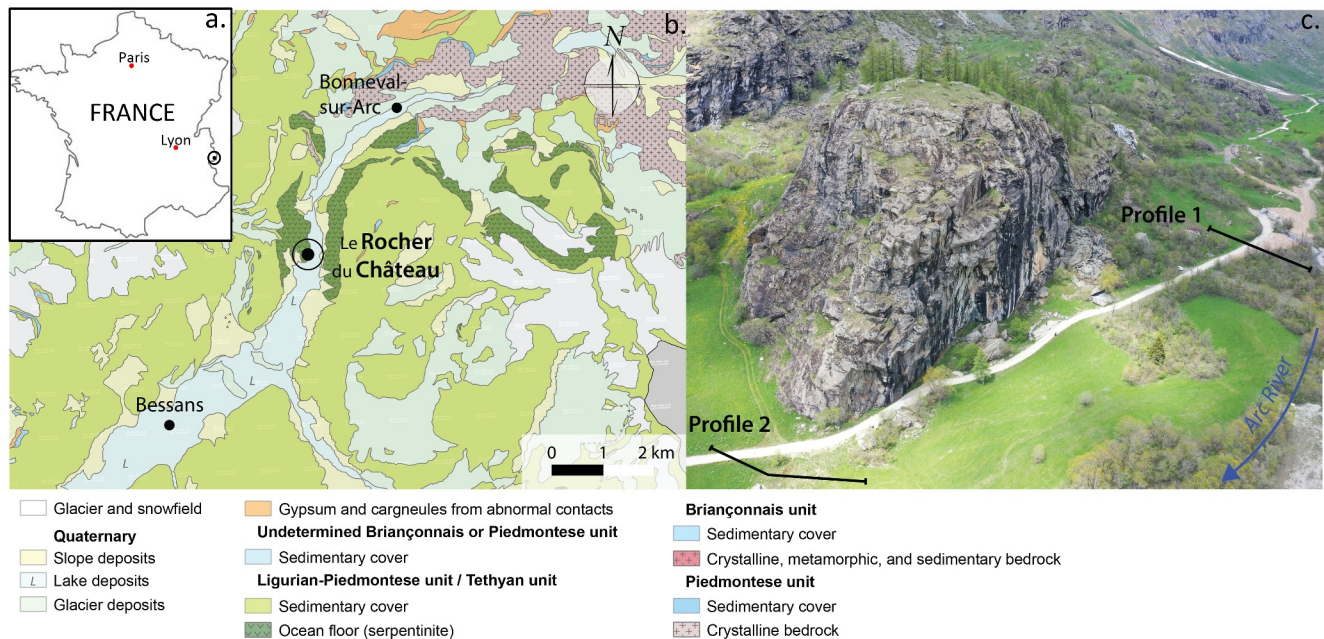 a.
Paris
FRANCE
Lyon
b.
N
Bonneval-
sur-Arc
Le Rocher
du Château
L
L
Bessans
L
0 1 2 km
c.
Profile 1
Profile 2
Arc River
Glacier and snowfield
Quaternary
Slope deposits
L Lake deposits
Glacier deposits
Gypsum and cargneules from abnormal contacts
Undetermined Briançonnais or Piedmontese unit
Sedimentary cover
Ligurian-Piedmontese unit / Tethyan unit
Sedimentary cover
Ocean floor (serpentinite)
Briançonnais unit
Sedimentary cover
Crystalline, metamorphic, and sedimentary bedrock
Piedmontese unit
Sedimentary cover
Crystalline bedrock